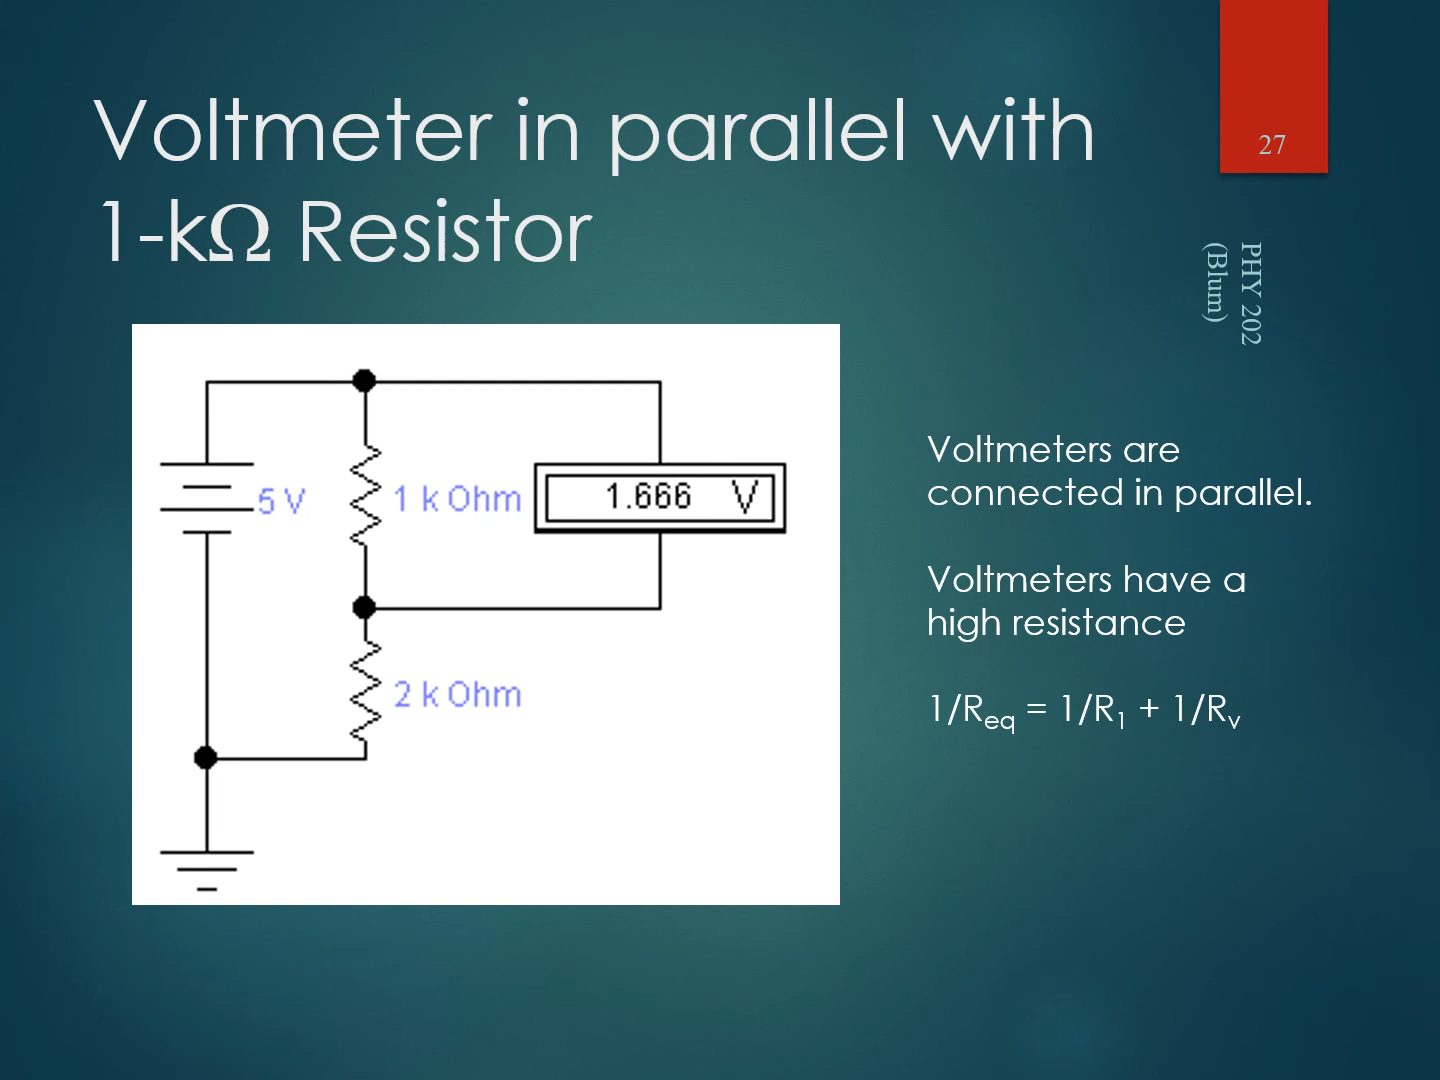 Voltmeter in parallel with
1-kΩ Resistor
27
PHY 202
(Blum)
5 V
1 k Ohm
1.666 V
2 k Ohm
Voltmeters are
connected in parallel.
Voltmeters have a
high resistance
1/Req = 1/R1 + 1/Rv